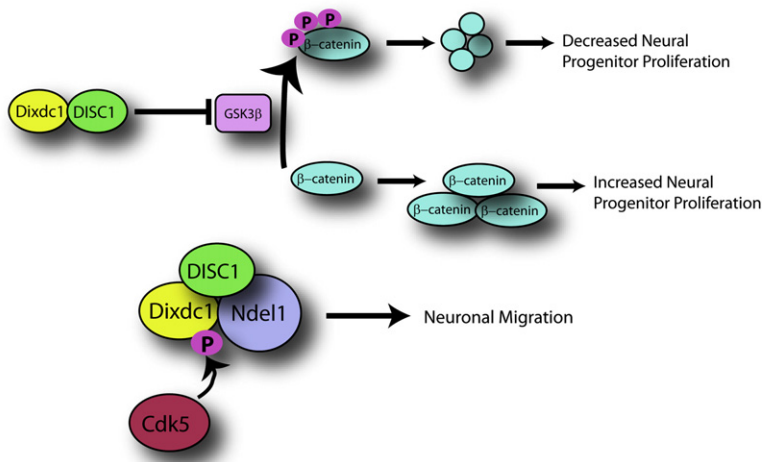 P P P
β–catenin
Decreased Neural
Progenitor Proliferation
Dixdc1 DISC1 GSK3β
β–catenin
β–catenin
β–catenin β–catenin
Increased Neural
Progenitor Proliferation
DISC1
Dixdc1 Ndel1
Neuronal Migration
P
Cdk5